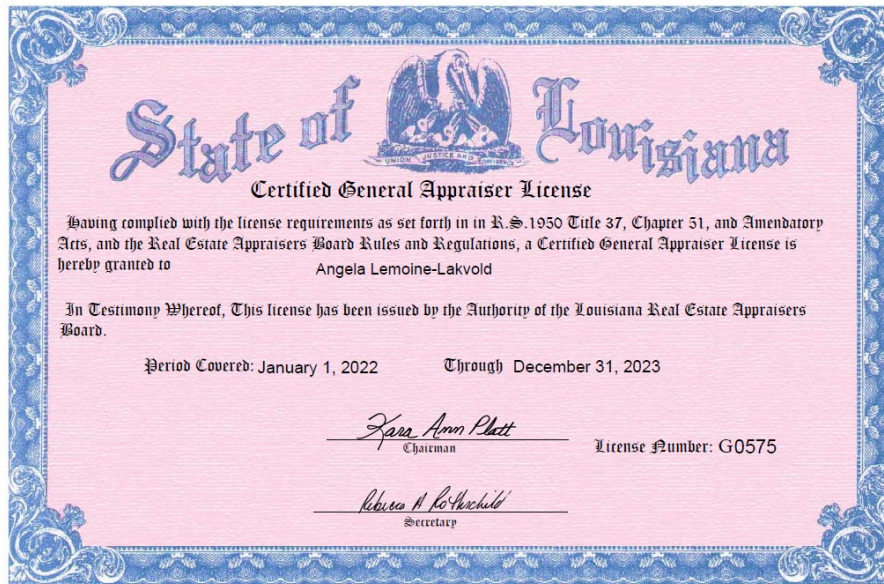 State of Louisiana
UNION JUSTICE AND
Certified General Appraiser License
Having complied with the license requirements as set forth in in R.S.1950 Title 37, Chapter 51, and Amendatory
Acts, and the Real Estate Appraisers Board Rules and Regulations, a Certified General Appraiser License is
hereby granted to Angela Lemoine-Lakvold
In Testimony Whereof, This license has been issued by the Authority of the Louisiana Real Estate Appraisers
Board.
Period Covered: January 1, 2022 Through December 31, 2023
Kara Ann Platt
Chairman
License Number: G0575
Rebecca A Rothschild
Secretary